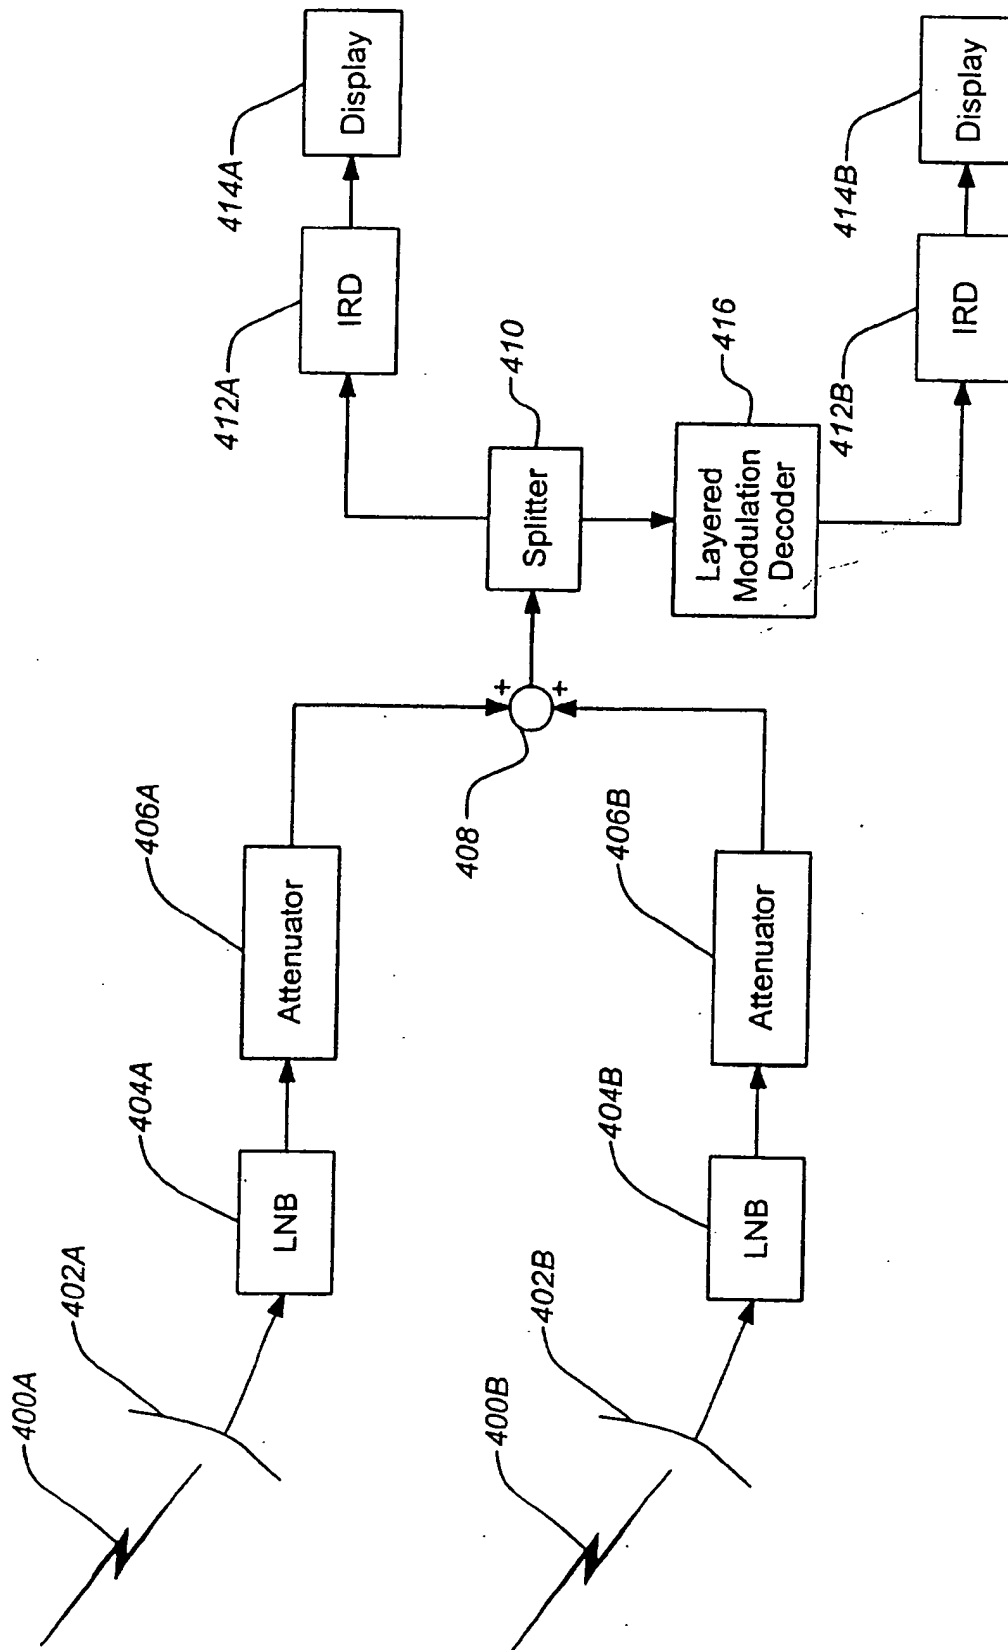 400A
402A
404A
LNB
406A
Attenuator
408
+
+
410
Splitter
412A
IRD
414A
Display
400B
402B
404B
LNB
406B
Attenuator
416
Layered
Modulation
Decoder
412B
IRD
414B
Display